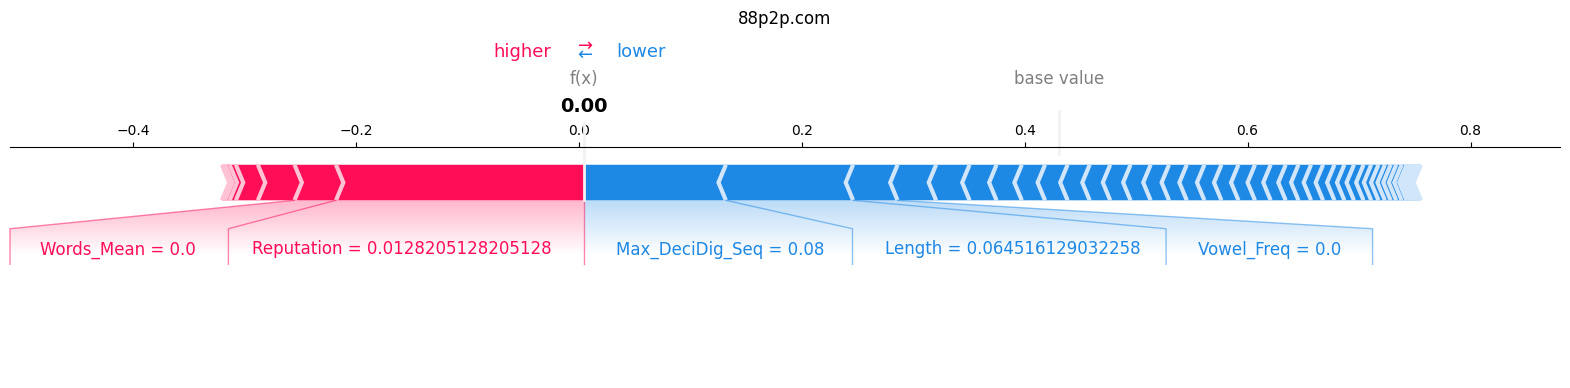 88p2p.com
higher ⇄ lower
f(x) base value
0.00
−0.4 −0.2 0.0 0.2 0.4 0.6 0.8
Words_Mean = 0.0 Reputation = 0.0128205128205128 Max_DeciDig_Seq = 0.08 Length = 0.064516129032258 Vowel_Freq = 0.0